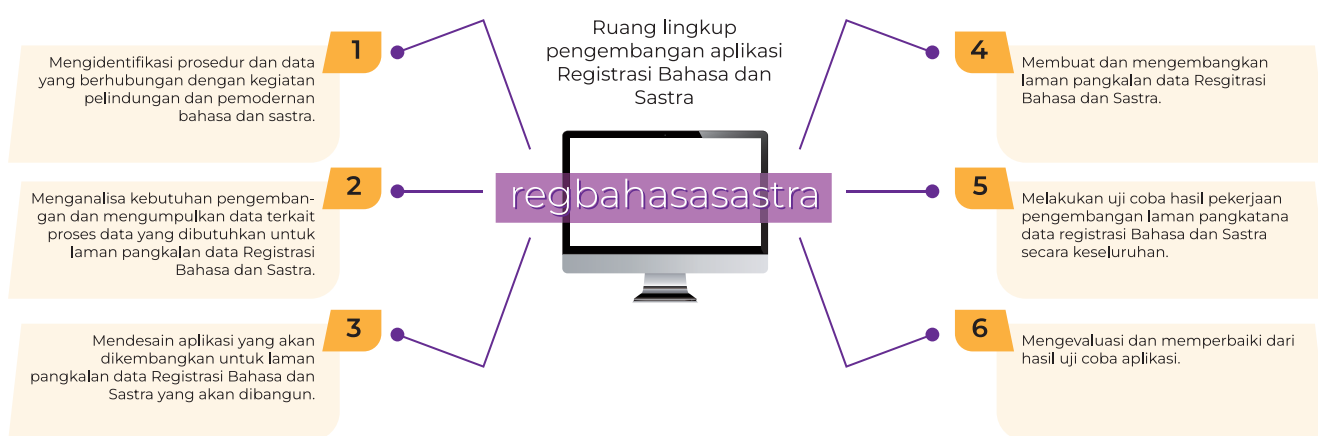 Ruang lingkup
pengembangan aplikasi
Registrasi Bahasa dan
Sastra
regbahasasastra
1
Mengidentifikasi prosedur dan data
yang berhubungan dengan kegiatan
pelindungan dan pemodernan
bahasa dan sastra.
2
Menganalisa kebutuhan pengemban-
gan dan mengumpulkan data terkait
proses data yang dibutuhkan untuk
laman pangkalan data Registrasi
Bahasa dan Sastra.
3
Mendesain aplikasi yang akan
dikembangkan untuk laman
pangkalan data Registrasi Bahasa dan
Sastra yang akan dibangun.
4
Membuat dan mengembangkan
laman pangkalan data Resgitrasi
Bahasa dan Sastra.
5
Melakukan uji coba hasil pekerjaan
pengembangan laman pangkatana
data registrasi Bahasa dan Sastra
secara keseluruhan.
6
Mengevaluasi dan memperbaiki dari
hasil uji coba aplikasi.